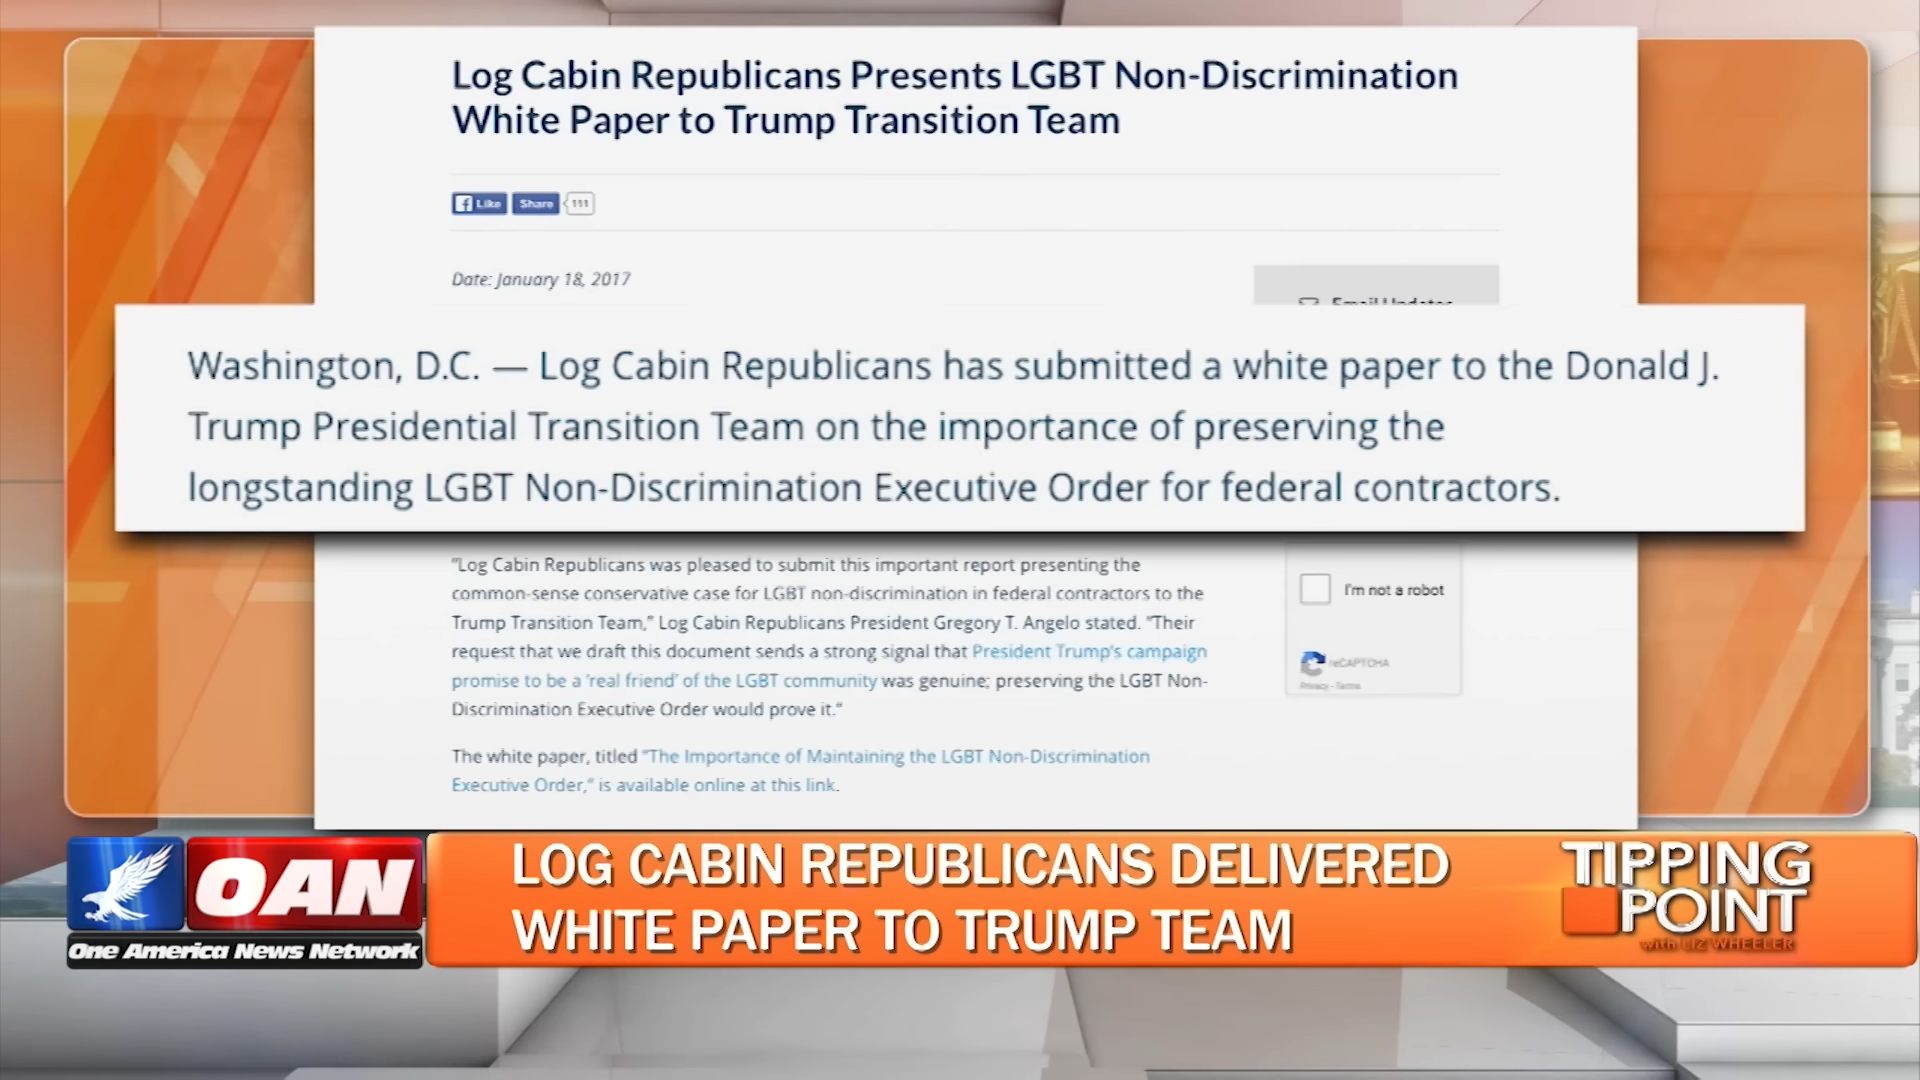 Log Cabin Republicans Presents LGBT Non-Discrimination
White Paper to Trump Transition Team
Like Share 111
Date: January 18, 2017
Email Updates
Washington, D.C. — Log Cabin Republicans has submitted a white paper to the Donald J.
Trump Presidential Transition Team on the importance of preserving the
longstanding LGBT Non-Discrimination Executive Order for federal contractors.
"Log Cabin Republicans was pleased to submit this important report presenting the
common-sense conservative case for LGBT non-discrimination in federal contractors to the
Trump Transition Team," Log Cabin Republicans President Gregory T. Angelo stated. "Their
request that we draft this document sends a strong signal that President Trump's campaign
promise to be a 'real friend' of the LGBT community was genuine; preserving the LGBT Non-
Discrimination Executive Order would prove it."
The white paper, titled "The Importance of Maintaining the LGBT Non-Discrimination
Executive Order," is available online at this link.
I'm not a robot
reCAPTCHA
Privacy - Terms
OAN
One America News Network
LOG CABIN REPUBLICANS DELIVERED
WHITE PAPER TO TRUMP TEAM
TIPPING
POINT
with LIZ WHEELER